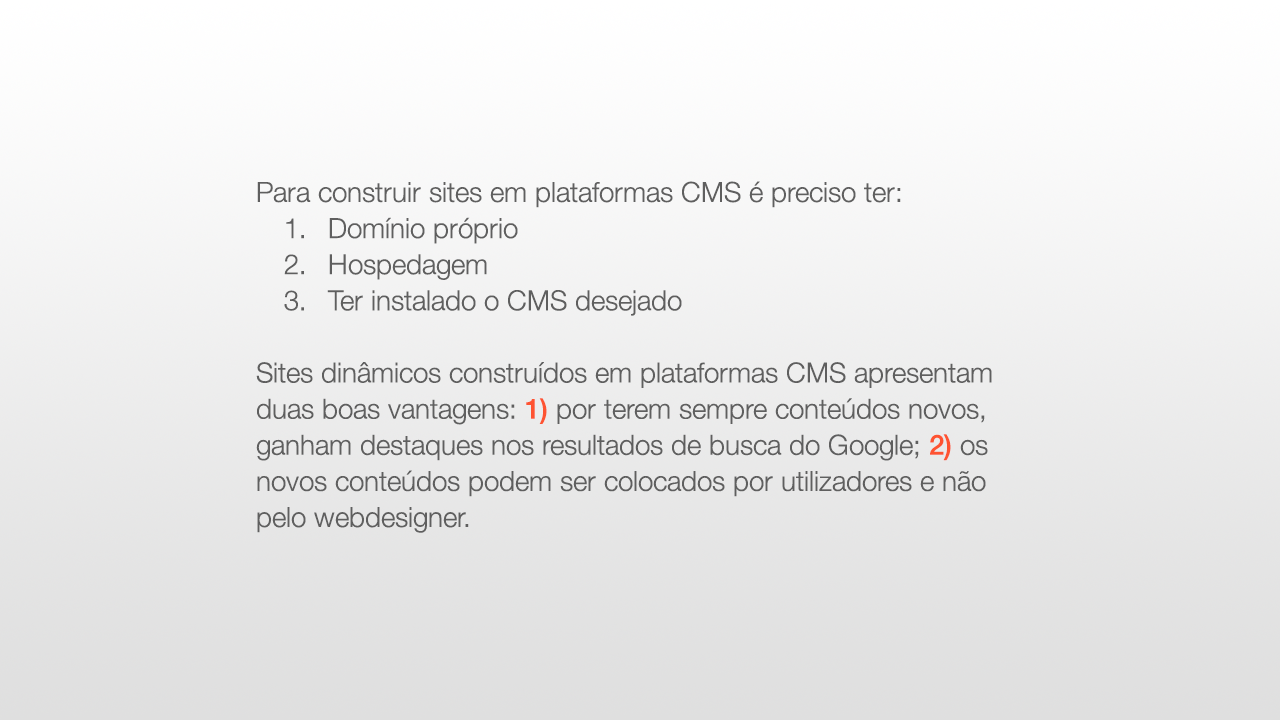 Para construir sites em plataformas CMS é preciso ter:
1. Domínio próprio
2. Hospedagem
3. Ter instalado o CMS desejado
Sites dinâmicos construídos em plataformas CMS apresentam
duas boas vantagens: 1) por terem sempre conteúdos novos,
ganham destaques nos resultados de busca do Google; 2) os
novos conteúdos podem ser colocados por utilizadores e não
pelo webdesigner.